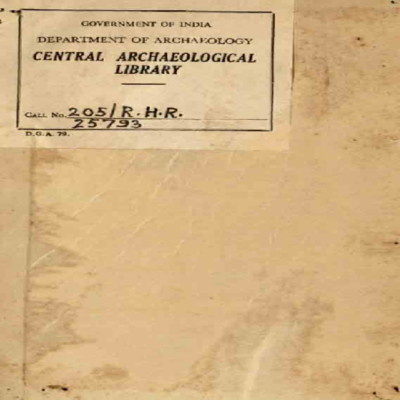 GOVERNMENT OF INDIA
DEPARTMENT OF ARCHAEOLOGY
CENTRAL ARCHAEOLOGICAL
LIBRARY
CALL No. 205/R.H.R.
25793
D.G.A. 79.